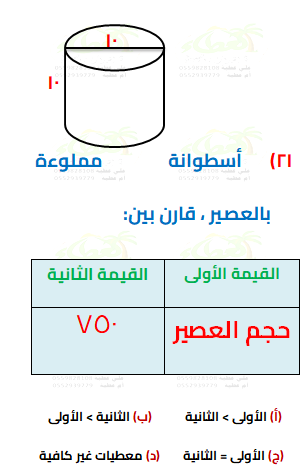 ١٠
١٠
٢١) أسطوانة مملوءة
بالعصير ، قارن بين:
القيمة الأولى القيمة الثانية
حجم العصير ٧٥٠
(أ) الأولى > الثانية (ب) الثانية > الأولى
(ج) الأولى = الثانية (د) معطيات غير كافية